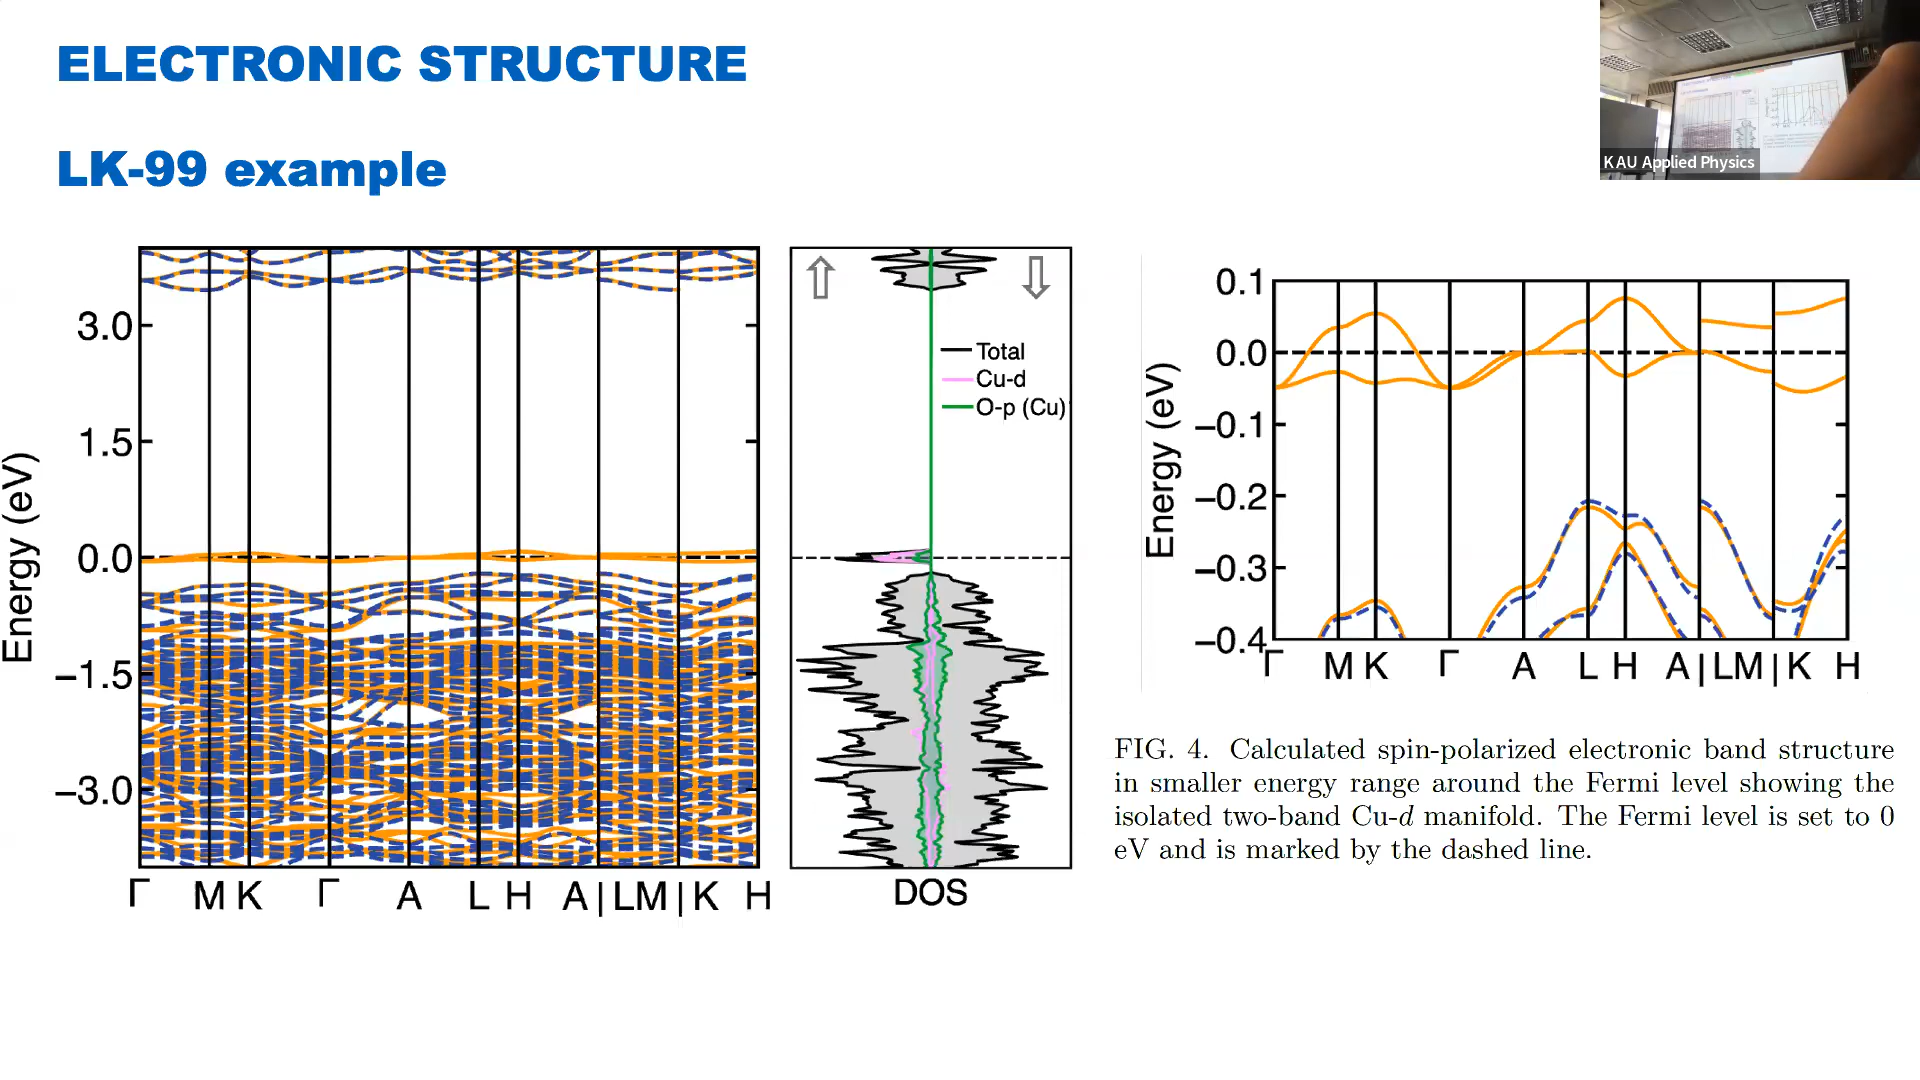 ELECTRONIC STRUCTURE
LK-99 example
KAU Applied Physics
Energy (eV)
3.0
1.5
0.0
−1.5
−3.0
Γ M K Γ A L H A | L M | K H
Total
Cu-d
O-p (Cu)
DOS
Energy (eV)
0.1
0.0
−0.1
−0.2
−0.3
−0.4
Γ M K Γ A L H A | L M | K H
FIG. 4. Calculated spin-polarized electronic band structure
in smaller energy range around the Fermi level showing the
isolated two-band Cu-d manifold. The Fermi level is set to 0
eV and is marked by the dashed line.